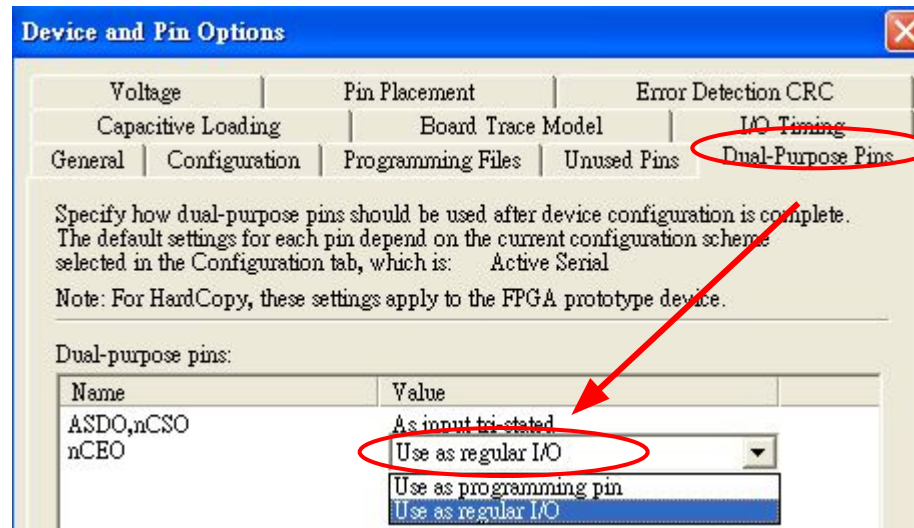 Device and Pin Options
Voltage Pin Placement Error Detection CRC
Capacitive Loading Board Trace Model I/O Timing
General Configuration Programming Files Unused Pins Dual-Purpose Pins
Specify how dual-purpose pins should be used after device configuration is complete.
The default settings for each pin depend on the current configuration scheme
selected in the Configuration tab, which is: Active Serial
Note: For HardCopy, these settings apply to the FPGA prototype device.
Dual-purpose pins:
Name Value
ASDO,nCSO As input tri-stated
nCEO Use as regular I/O
Use as programming pin
Use as regular I/O